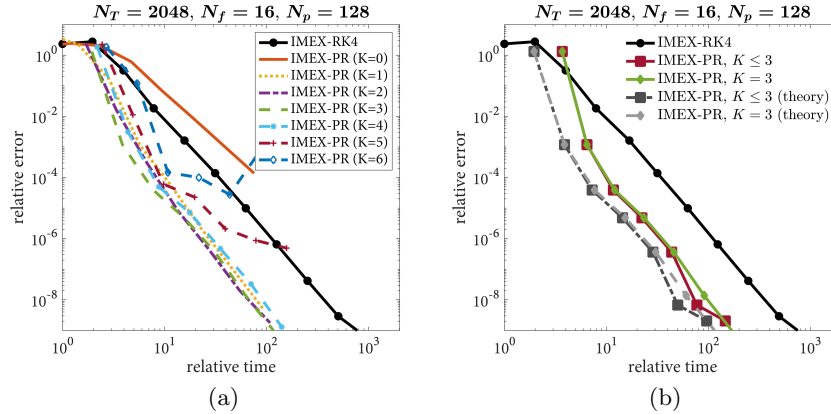 N_T = 2048, N_f = 16, N_p = 128
10^0
10^-2
10^-4
10^-6
10^-8
relative error
IMEX-RK4
IMEX-PR (K=0)
IMEX-PR (K=1)
IMEX-PR (K=2)
IMEX-PR (K=3)
IMEX-PR (K=4)
IMEX-PR (K=5)
IMEX-PR (K=6)
10^0
10^1
10^2
10^3
relative time
(a)
N_T = 2048, N_f = 16, N_p = 128
10^0
10^-2
10^-4
10^-6
10^-8
relative error
IMEX-RK4
IMEX-PR, K ≤ 3
IMEX-PR, K = 3
IMEX-PR, K ≤ 3 (theory)
IMEX-PR, K = 3 (theory)
10^0
10^1
10^2
10^3
relative time
(b)